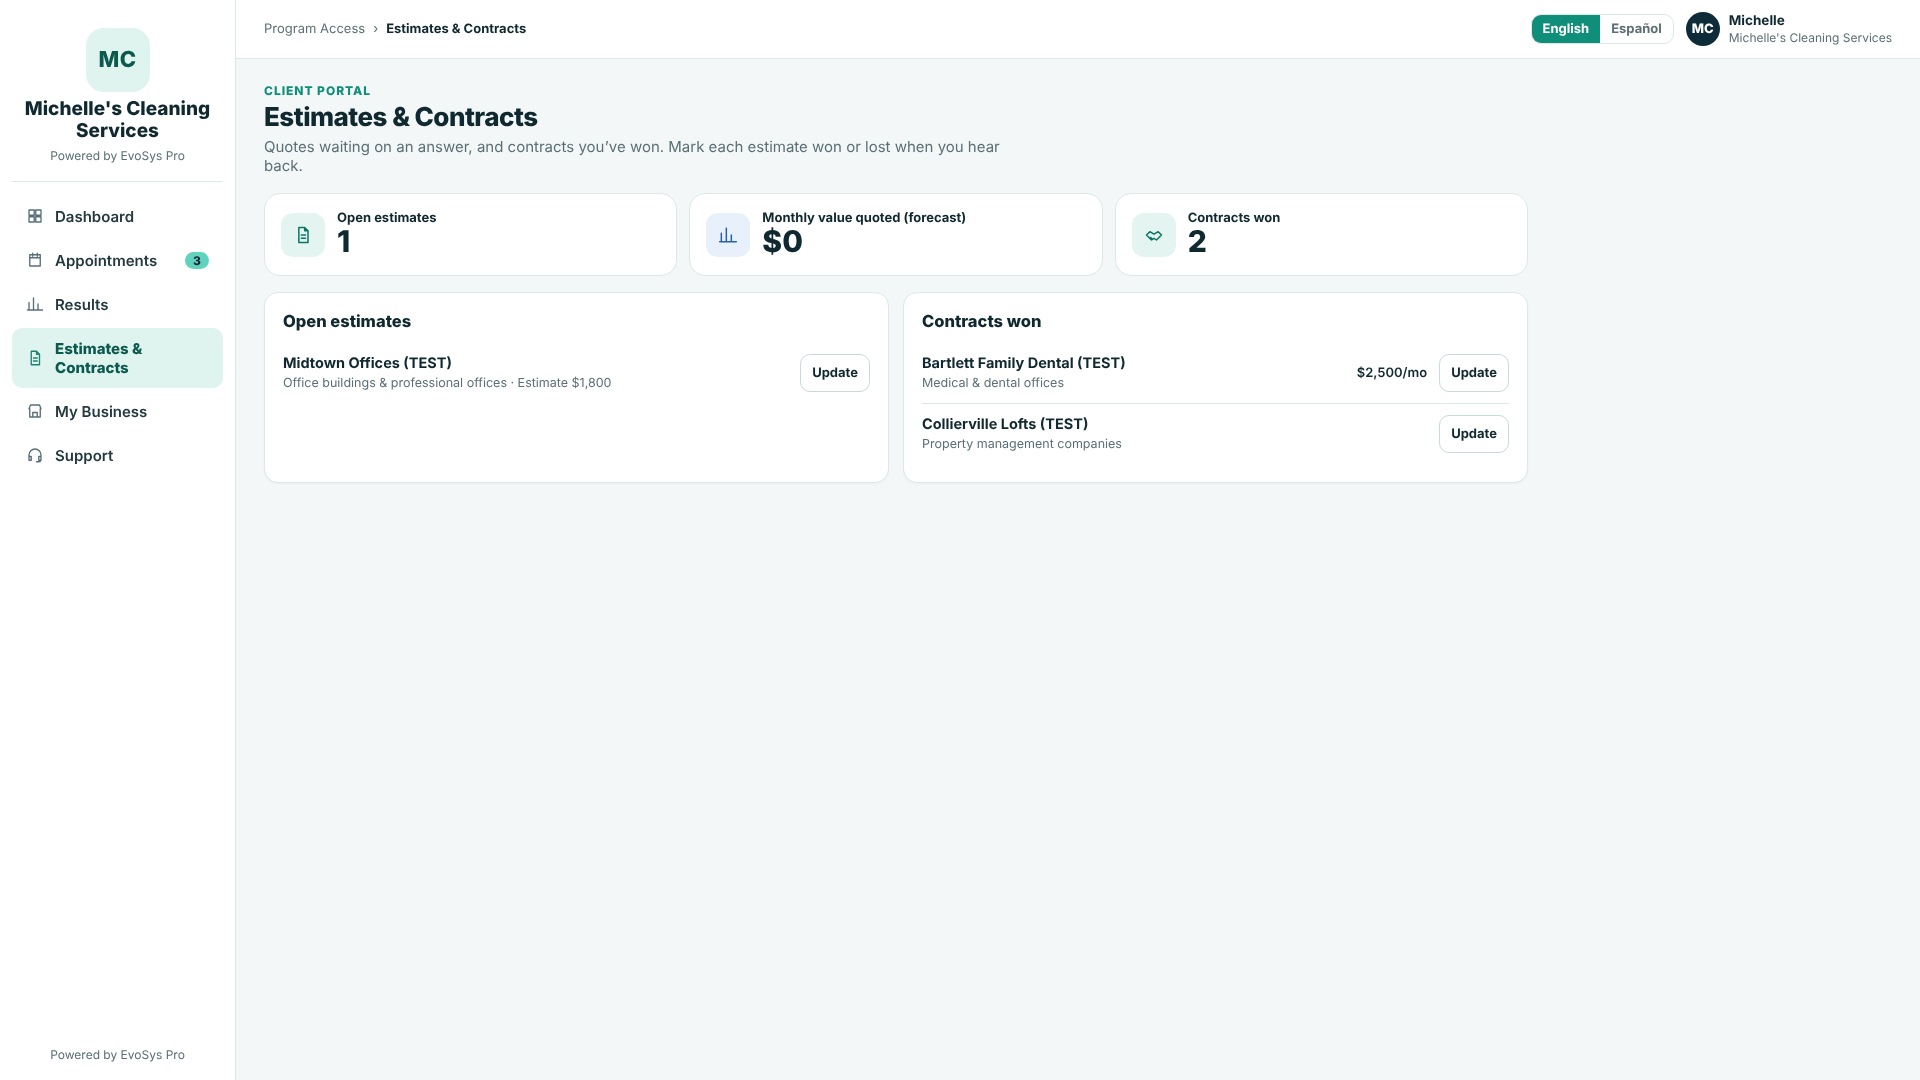 MC
Michelle's Cleaning
Services
Powered by EvoSys Pro
Dashboard
Appointments 3
Results
Estimates &
Contracts
My Business
Support
Powered by EvoSys Pro
Program Access › Estimates & Contracts
English Español
MC
Michelle
Michelle's Cleaning Services
CLIENT PORTAL
Estimates & Contracts
Quotes waiting on an answer, and contracts you’ve won. Mark each estimate won or lost when you hear
back.
Open estimates
1
Monthly value quoted (forecast)
$0
Contracts won
2
Open estimates
Midtown Offices (TEST)
Office buildings & professional offices · Estimate $1,800
Update
Contracts won
Bartlett Family Dental (TEST)
Medical & dental offices
$2,500/mo
Update
Collierville Lofts (TEST)
Property management companies
Update